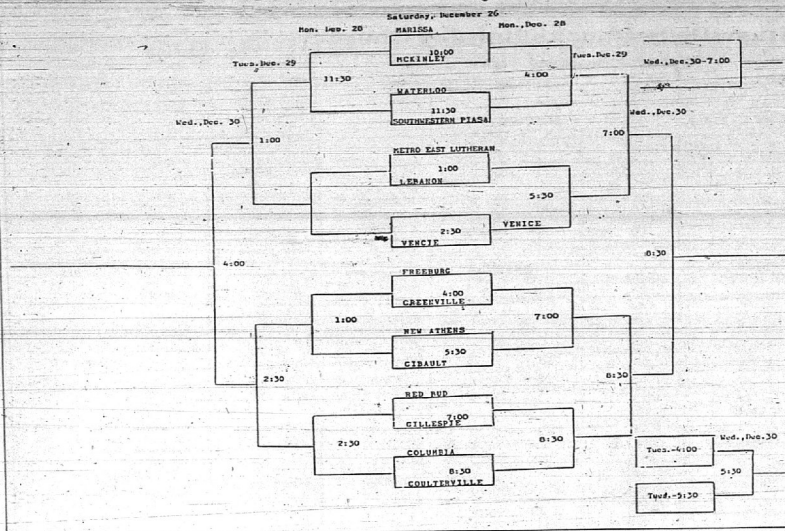 Saturday, December 26
Mon. Dec. 28
Mon.,Dec. 28
MARISSA
10:00
MCKINLEY
Tues.Dec. 29
Tues.Dec.29
Wed.,Dec.30-7:00
11:30
4:00
WATERLOO
11:30
SOUTHWESTERN PIASA
Wed.,Dec. 30
Wed.,Dec.30
1:00
7:00
METRO EAST LUTHERAN
1:00
LEBANON
5:30
2:30
VENICE
VENCIE
4:00
8:30
FREEBURG
4:00
GREENVILLE
1:00
7:00
NEW ATHENS
5:30
GIBAULT
2:30
8:30
RED BUD
7:00
GILLESPIE
2:30
8:30
COLUMBIA
8:30
COULTERVILLE
Wed.,Dec.30
Tues.-4:00
5:30
Tued.-5:30